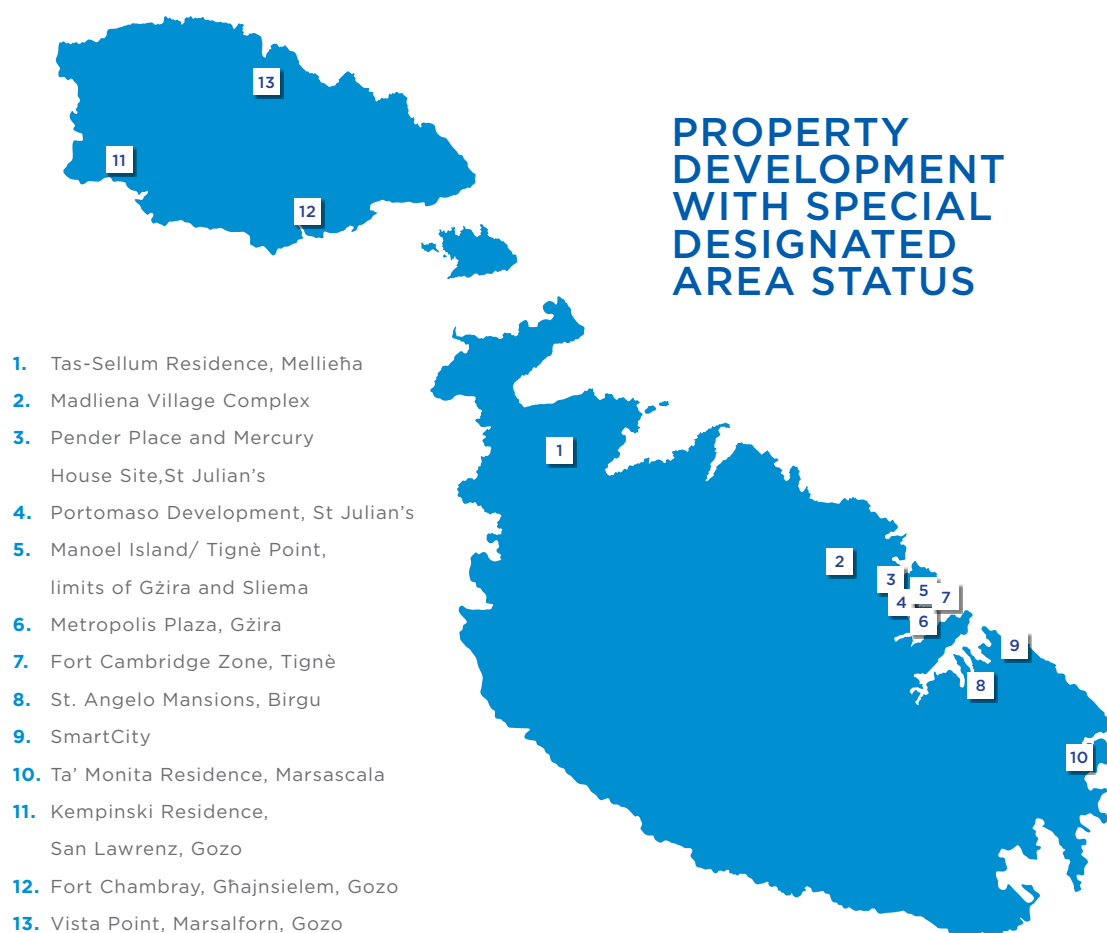 PROPERTY
DEVELOPMENT
WITH SPECIAL
DESIGNATED
AREA STATUS
13
11
12
1. Tas-Sellum Residence, Mellieħa
2. Madliena Village Complex
3. Pender Place and Mercury
House Site,St Julian's
4. Portomaso Development, St Julian's
5. Manoel Island/ Tignè Point,
limits of Gżira and Sliema
6. Metropolis Plaza, Gżira
7. Fort Cambridge Zone, Tignè
8. St. Angelo Mansions, Birgu
9. SmartCity
10. Ta' Monita Residence, Marsascala
11. Kempinski Residence,
San Lawrenz, Gozo
12. Fort Chambray, Għajnsielem, Gozo
13. Vista Point, Marsalforn, Gozo
1
2
3
5
7
4
6
9
8
10